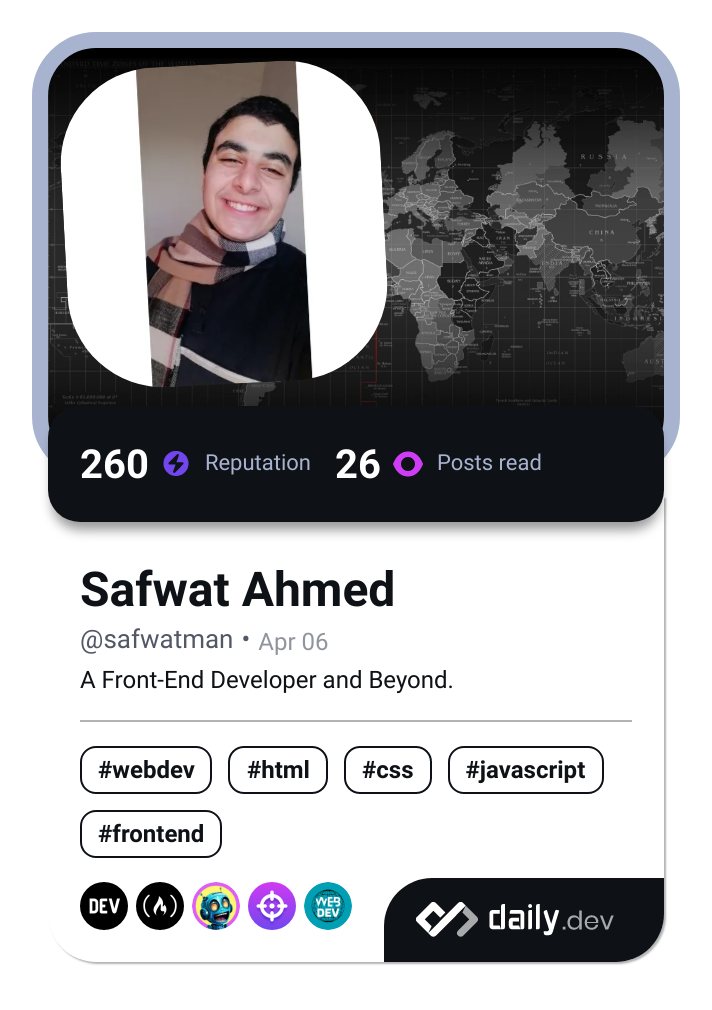 RUSSIA
CHINA
260 Reputation 26 Posts read
Safwat Ahmed
@safwatman • Apr 06
A Front-End Developer and Beyond.
#webdev #html #css #javascript
#frontend
DEV
WEB
DEV
daily.dev